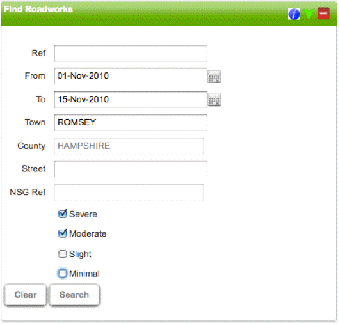 Find Roadworks
Ref
From 01-Nov-2010
To 15-Nov-2010
Town ROMSEY
County HAMPSHIRE
Street
NSG Ref
Severe
Moderate
Slight
Minimal
Clear Search